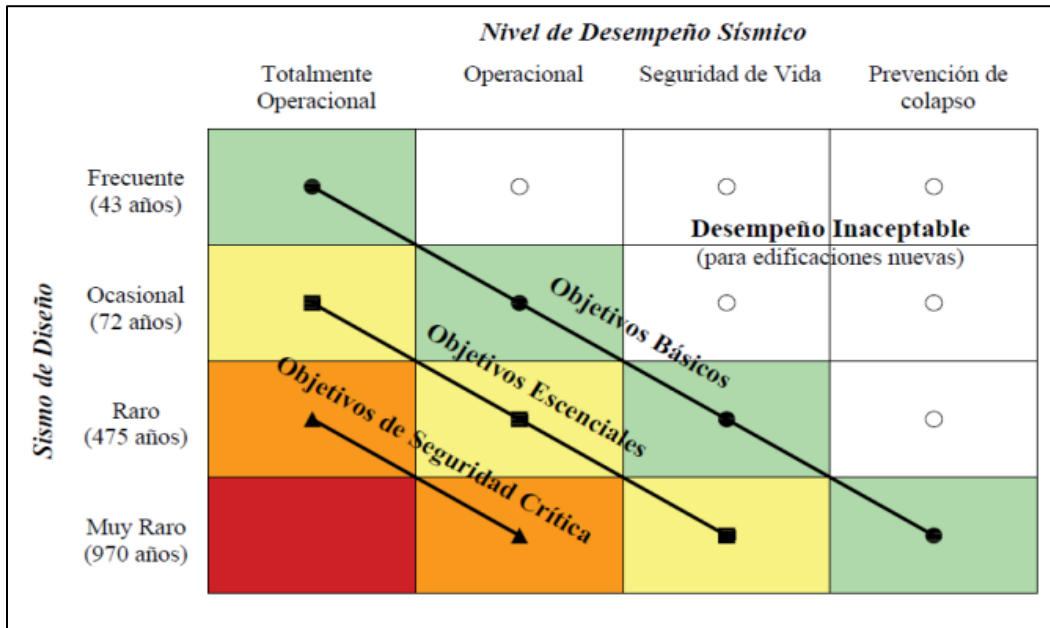 Nivel de Desempeño Sísmico
Totalmente
Operacional
Operacional
Seguridad de Vida
Prevención de
colapso
Sismo de Diseño
Frecuente
(43 años)
Desempeño Inaceptable
(para edificaciones nuevas)
Ocasional
(72 años)
Objetivos Básicos
Objetivos Escenciales
Objetivos de Seguridad Crítica
Raro
(475 años)
Muy Raro
(970 años)